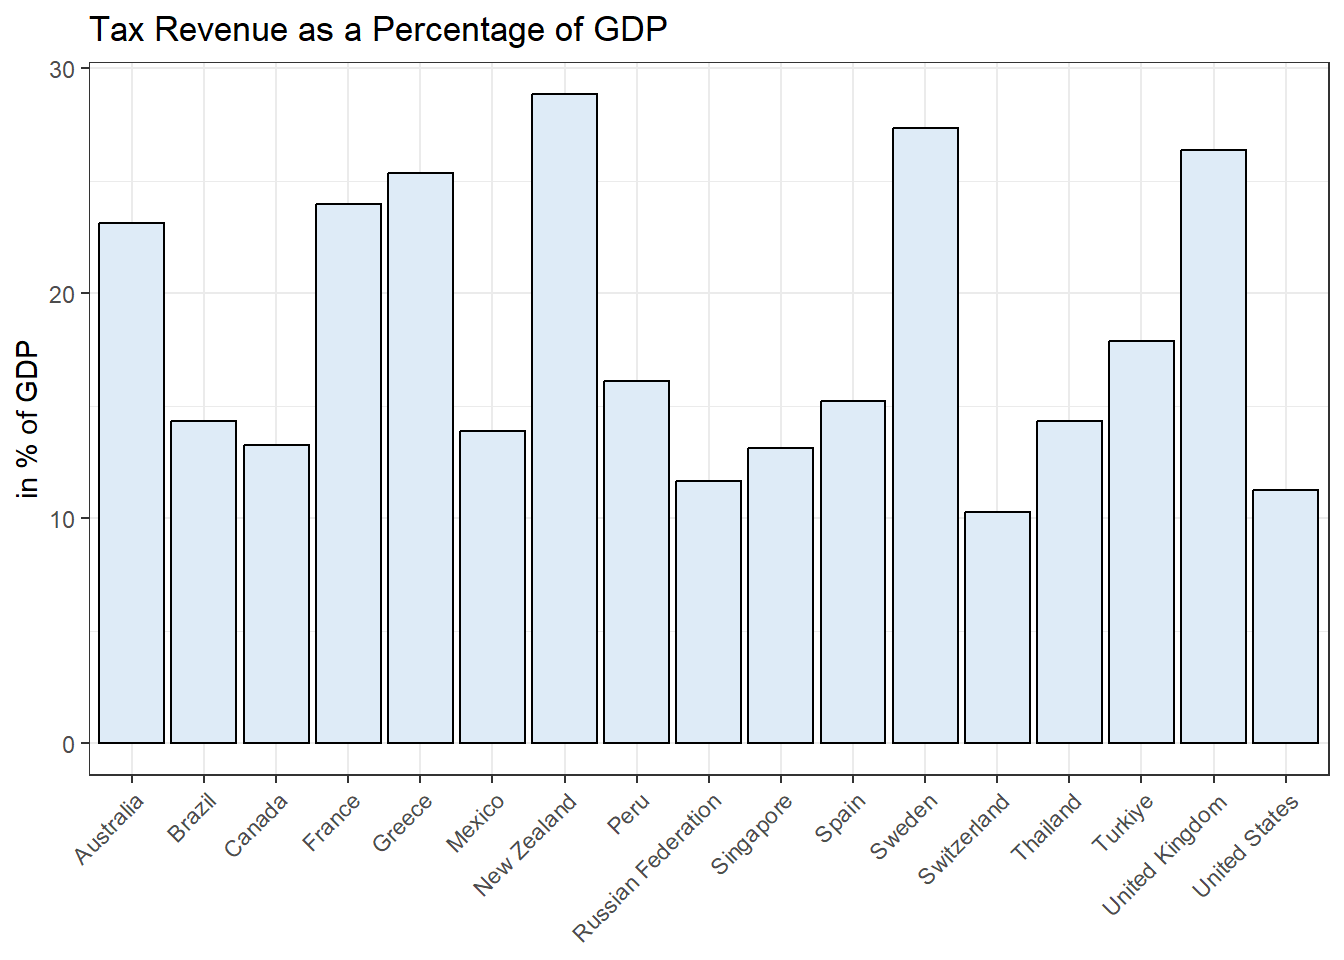 Tax Revenue as a Percentage of GDP
in % of GDP
30
20
10
0
Australia
Brazil
Canada
France
Greece
Mexico
New Zealand
Peru
Russian Federation
Singapore
Spain
Sweden
Switzerland
Thailand
Turkiye
United Kingdom
United States